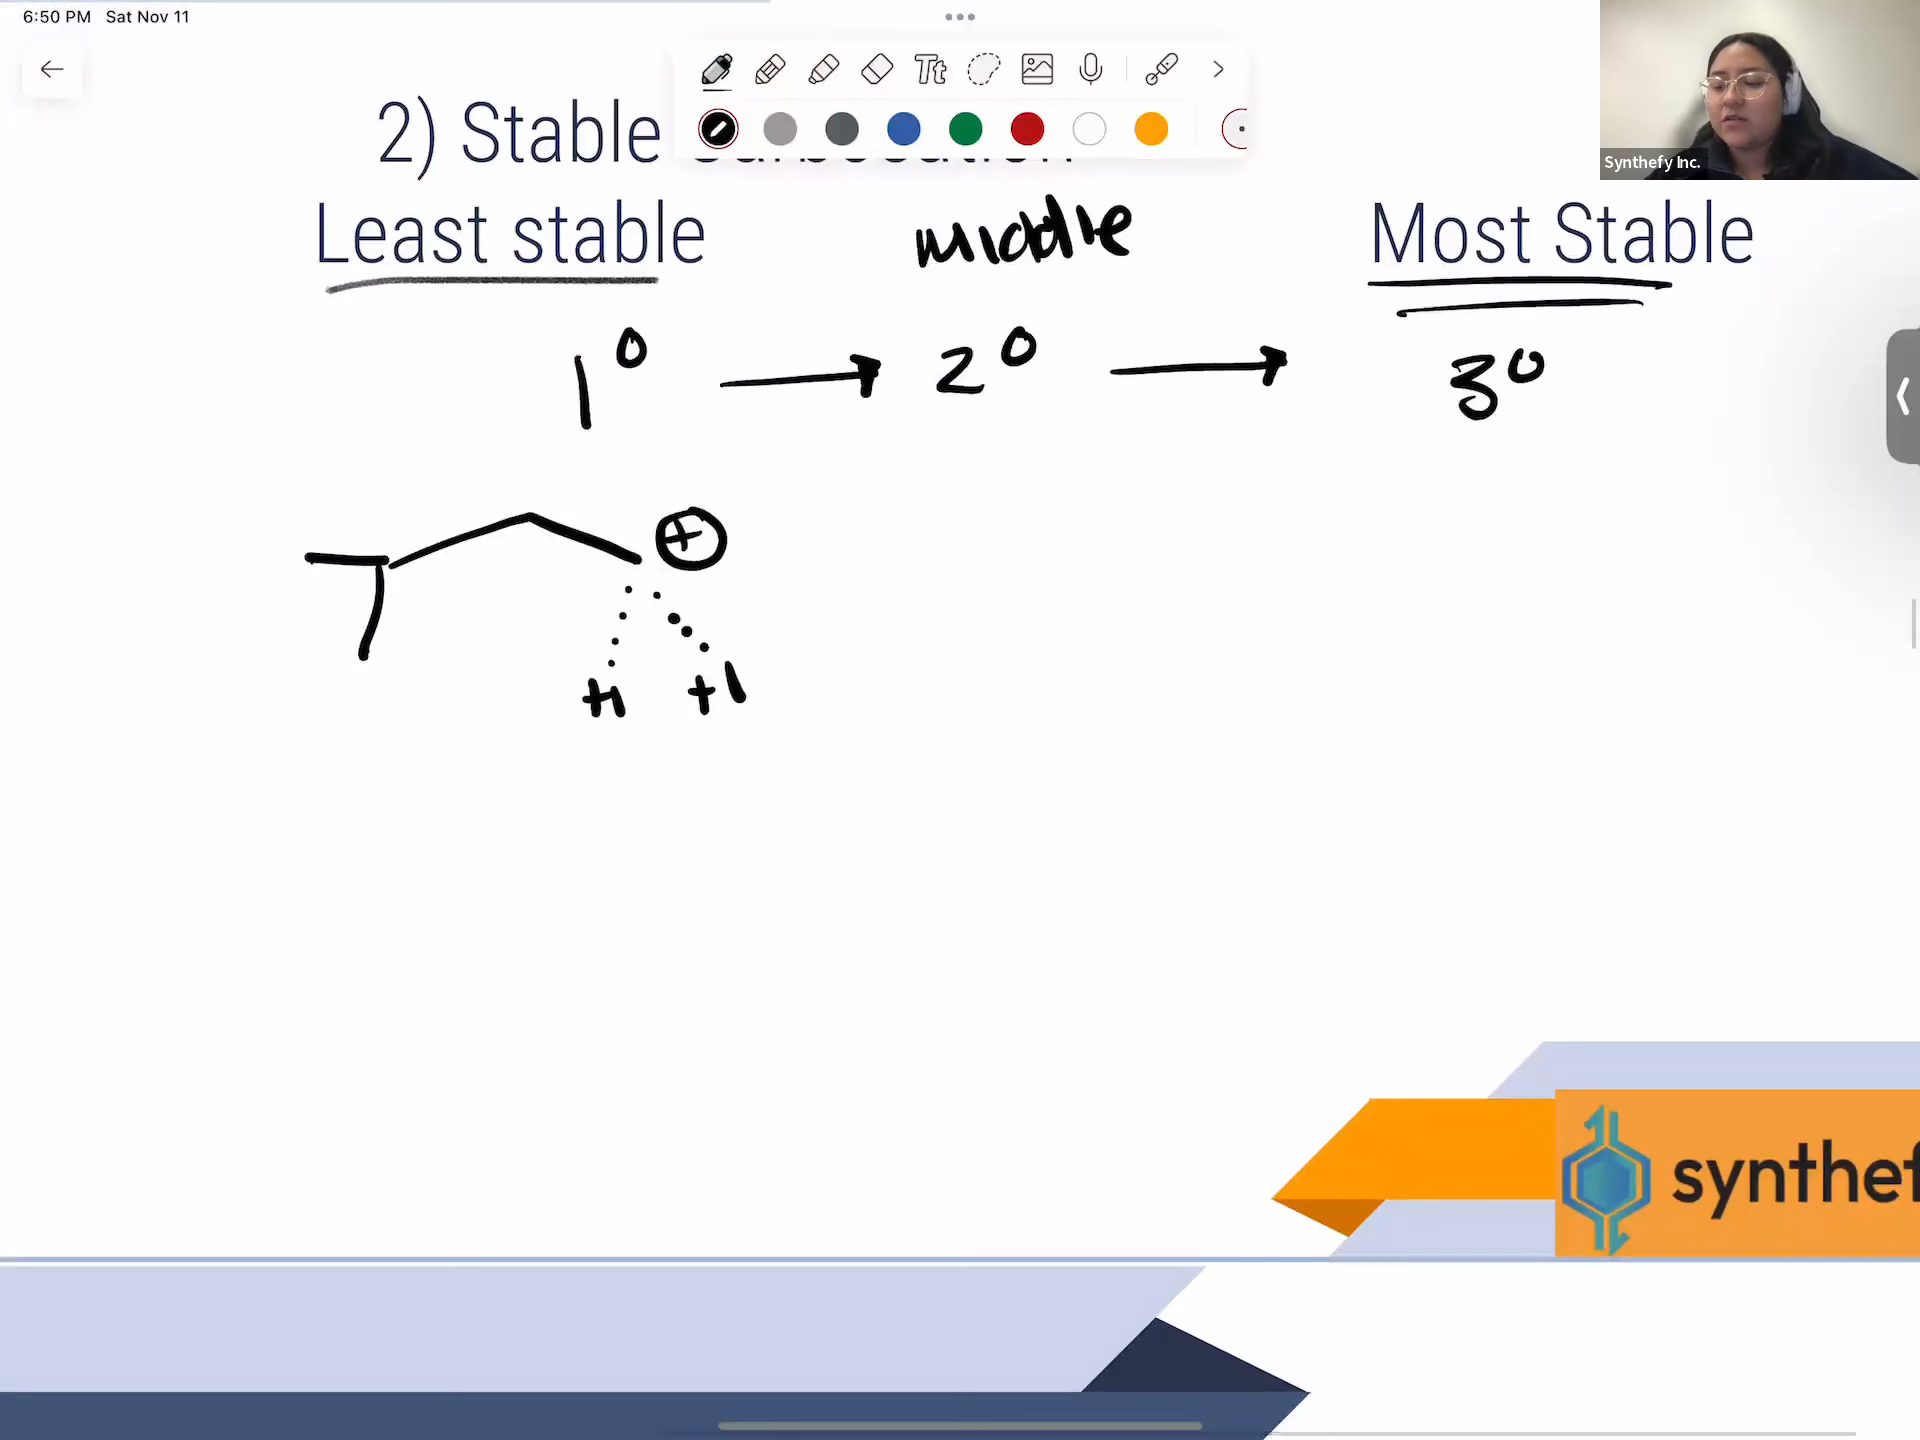 6:50 PM Sat Nov 11
Tt
Synthefy Inc.
2) Stable
Least stable middle Most Stable
1° → 2° → 3°
+
H H
synthef